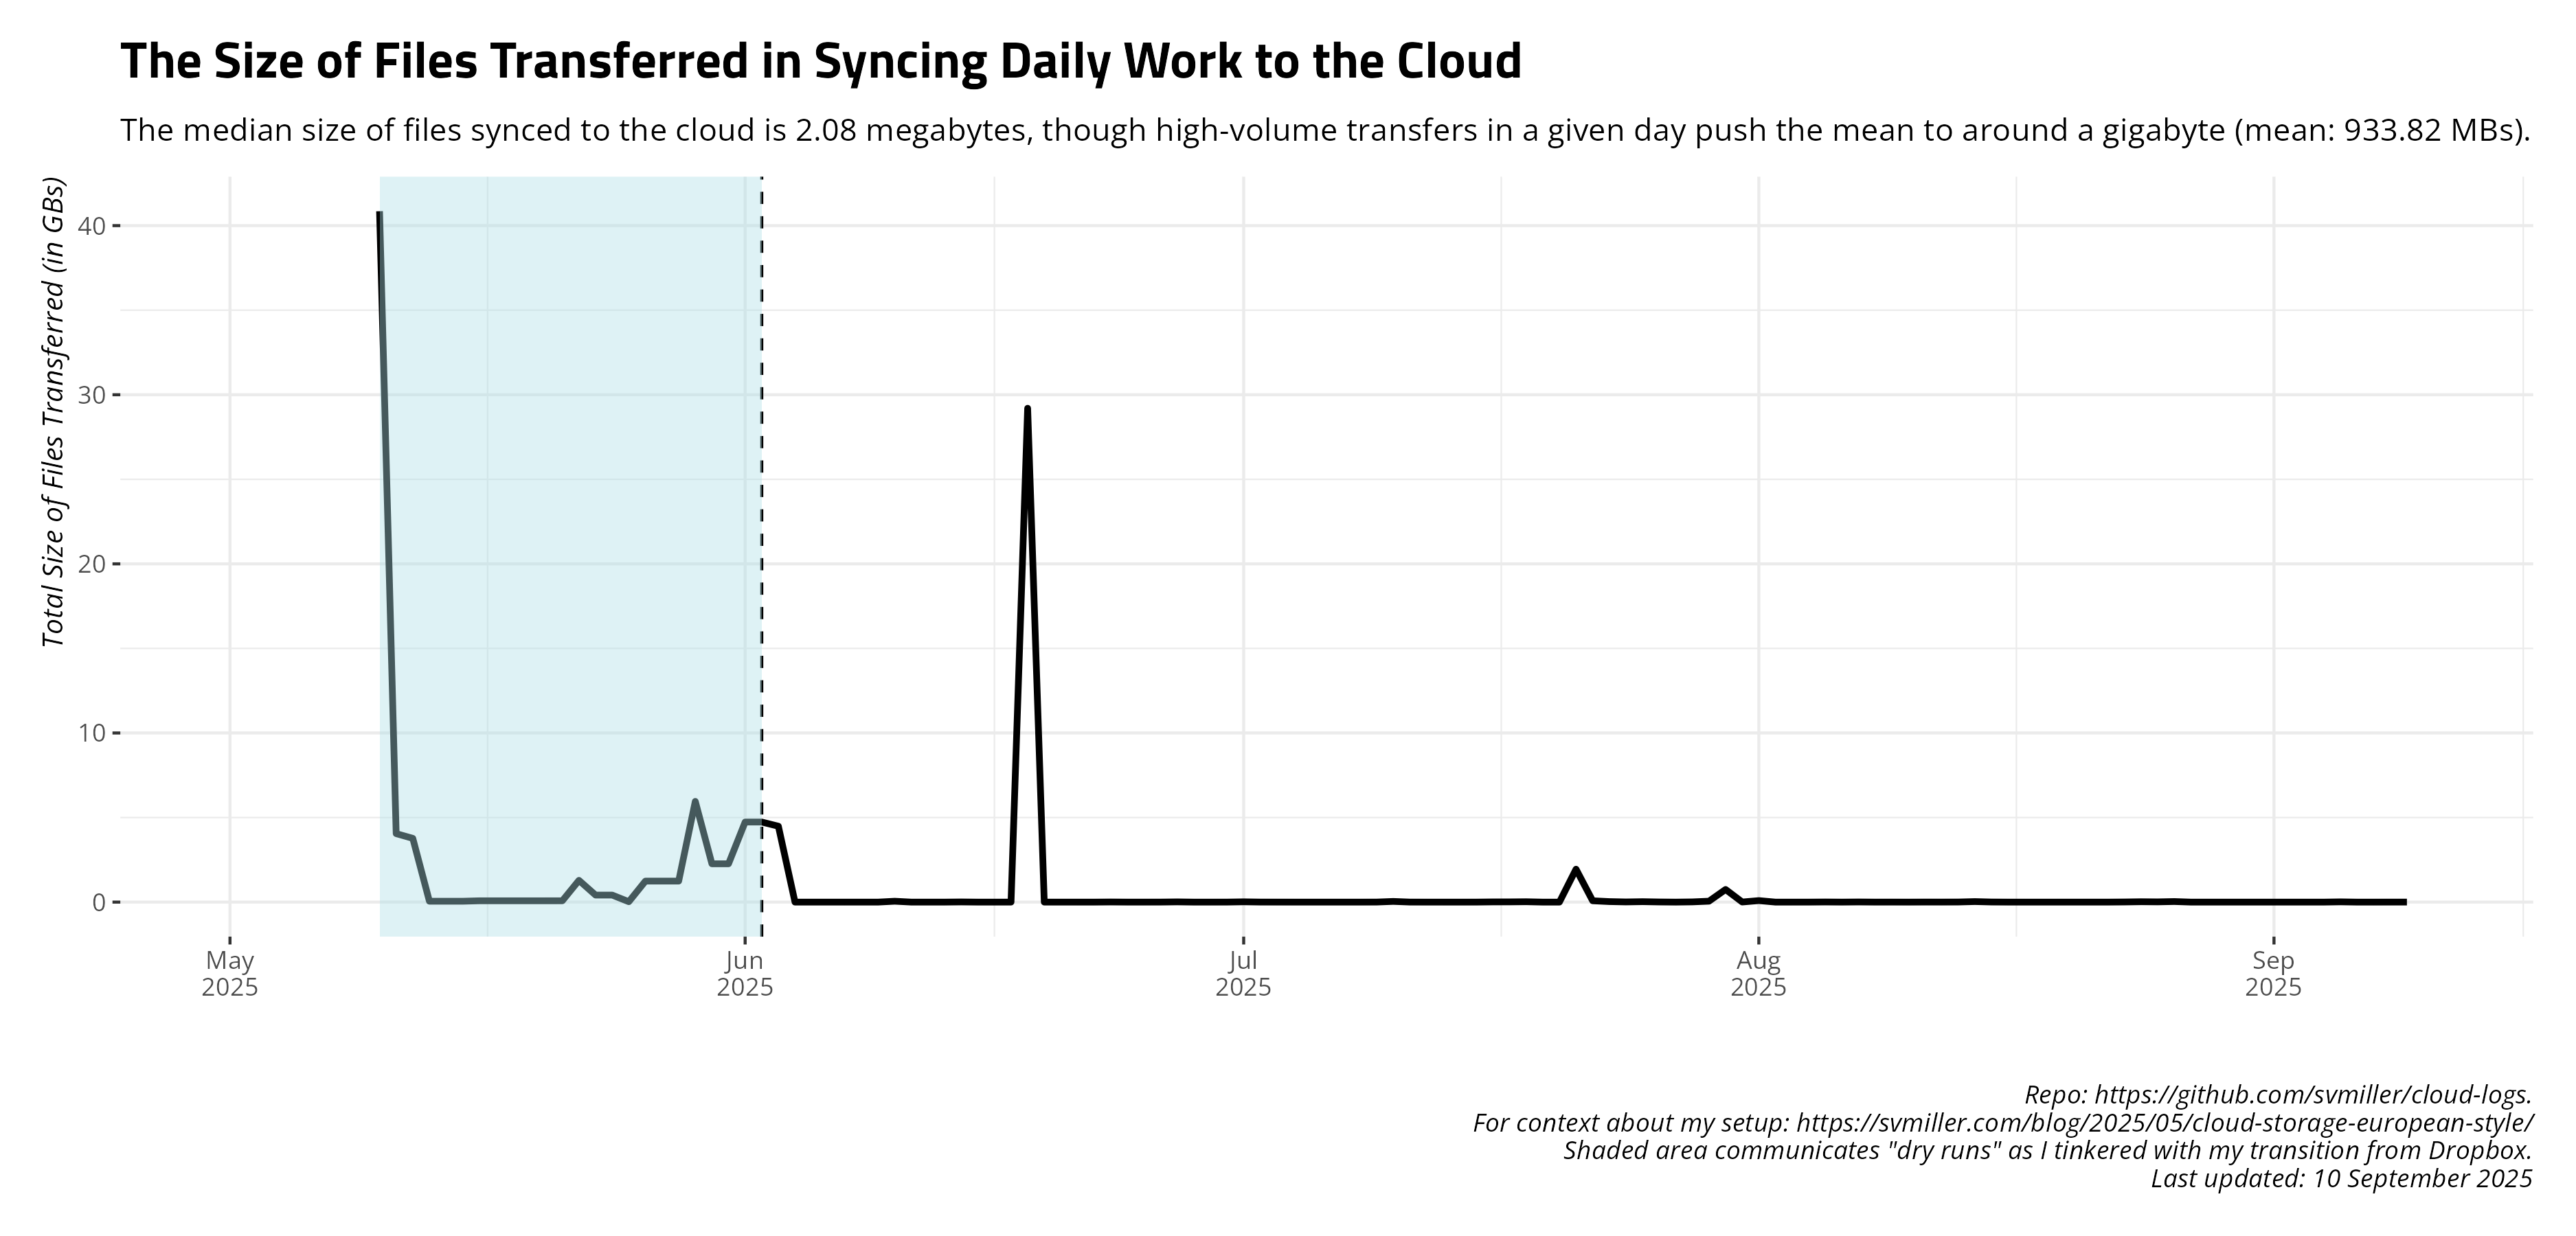 The Size of Files Transferred in Syncing Daily Work to the Cloud
The median size of files synced to the cloud is 2.08 megabytes, though high-volume transfers in a given day push the mean to around a gigabyte (mean: 933.82 MBs).
Total Size of Files Transferred (in GBs)
40
30
20
10
0
May
2025
Jun
2025
Jul
2025
Aug
2025
Sep
2025
Repo: https://github.com/svmiller/cloud-logs.
For context about my setup: https://svmiller.com/blog/2025/05/cloud-storage-european-style/
Shaded area communicates "dry runs" as I tinkered with my transition from Dropbox.
Last updated: 10 September 2025